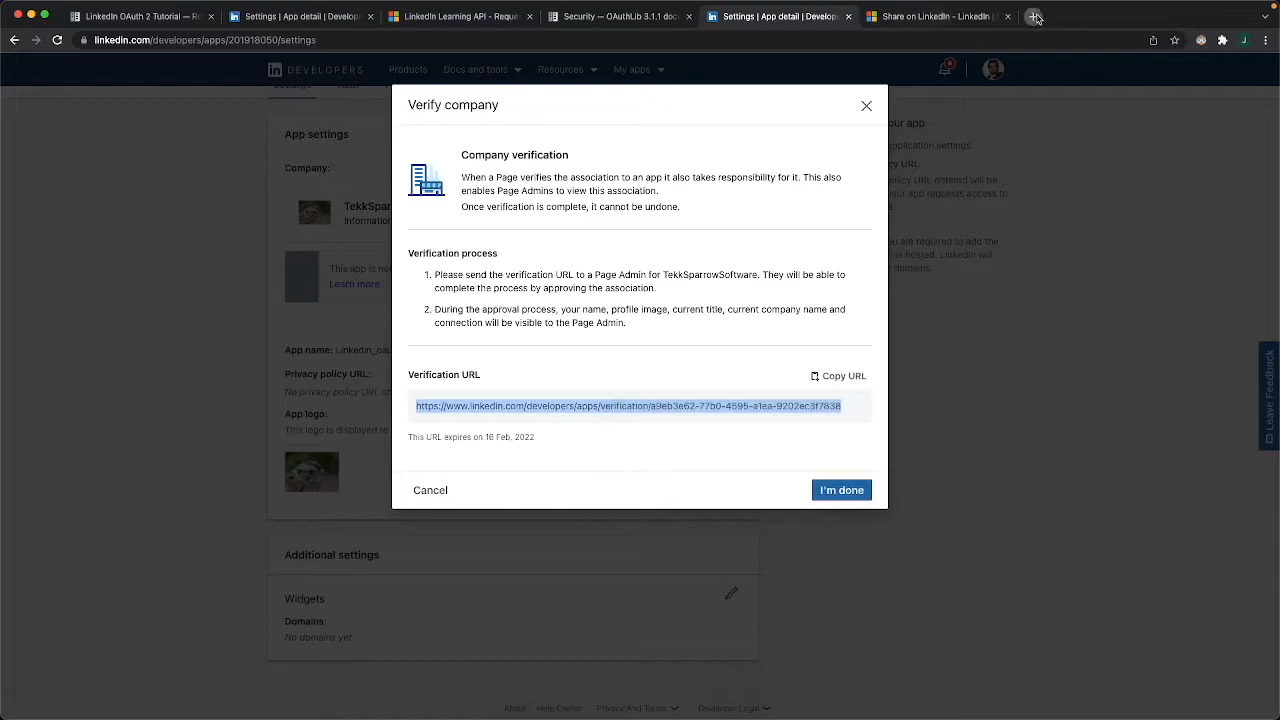 LinkedIn OAuth 2 Tutorial — R
Settings | App detail | Develop
LinkedIn Learning API - Reque
Security — OAuthLib 3.1.1 doc
Settings | App detail | Develop
Share on LinkedIn - LinkedIn |
linkedin.com/developers/apps/201918050/settings
J
in DEVELOPERS
Products
Docs and tools
Resources
My apps
Verify company
App settings
our app
Company:
Company verification
pplication settings.
cy URL.
When a Page verifies the association to an app it also takes responsibility for it. This also
enables Page Admins to view this association.
olicy URL entered will be
our app requests access to
Once verification is complete, it cannot be undone.
TekkSpar
Informatio
Verification process
ou are required to add the
is hosted. LinkedIn will
domains.
This app is no
Learn more
1. Please send the verification URL to a Page Admin for TekkSparrowSoftware. They will be able to
complete the process by approving the association.
2. During the approval process, your name, profile image, current title, current company name and
connection will be visible to the Page Admin.
App name: Linkedin_oau
Privacy policy URL:
No privacy policy URL s
App logo:
This logo is displayed to
Verification URL
Copy URL
https://www.linkedin.com/developers/apps/verification/a9eb3e62-77b0-4595-a1ea-9202ec3f7838
This URL expires on 16 Feb, 2022
Cancel
I'm done
Leave Feedback
Additional settings
Widgets
Domains:
No domains yet
About
Help Center
Privacy And Terms
Developer Legal